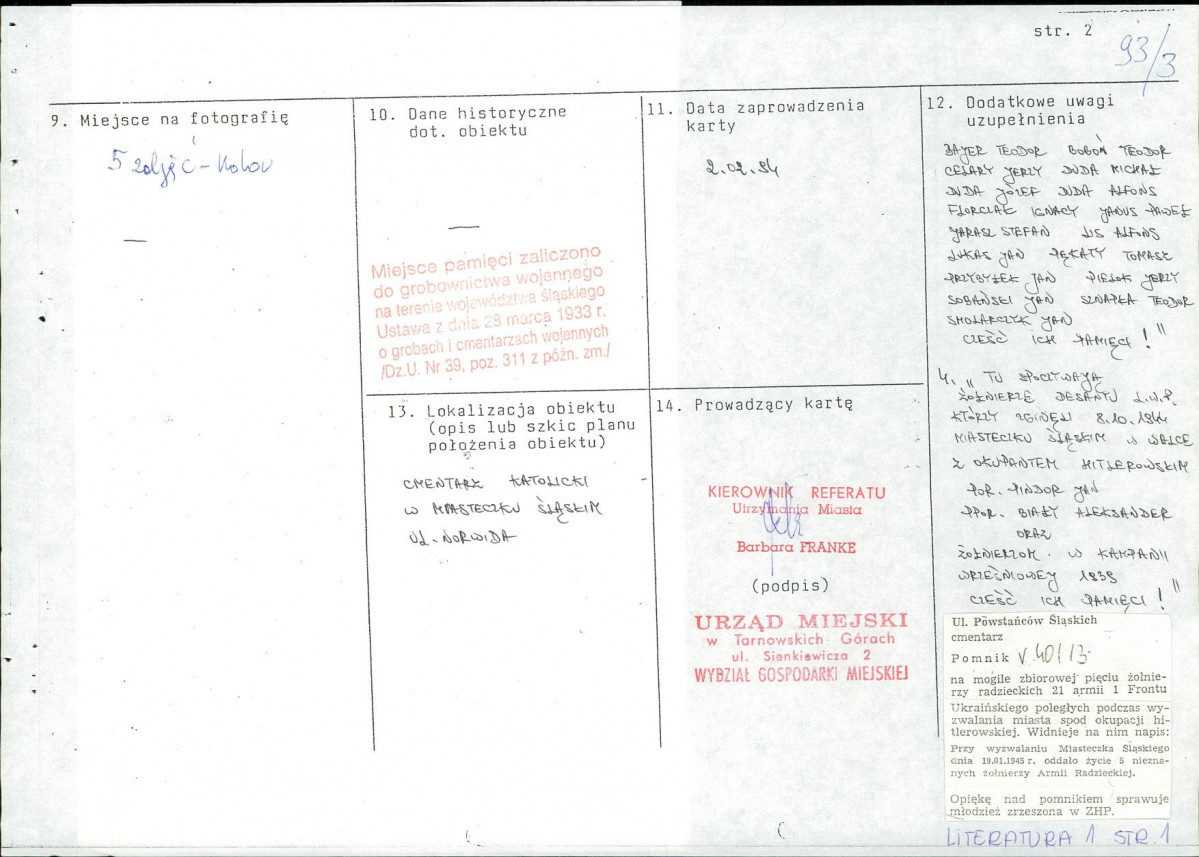 str. 2
93/3
9. Miejsce na fotografię
5 zdjęć - kolor
—
10. Dane historyczne
dot. obiektu
—
Miejsce pamięci zaliczono
do grobownictwa wojennego
na terenie województwa śląskiego
Ustawa z dnia 28 marca 1933 r.
o grobach i cmentarzach wojennych
/Dz.U. Nr 39, poz. 311 z późn. zm./
11. Data zaprowadzenia
karty
2.02.94
12. Dodatkowe uwagi
uzupełnienia
BAJER TEODOR BOBOŃ TEODOR
CESARY JERZY DUDA MICHAŁ
DUDA JÓZEF DUDA ALFONS
FLORCZAK IGNACY JANUS PAWEŁ
JARASZ STEFAN LIS ALFONS
LUKAS JAN PĘKATY TOMASZ
PRZYBYŁEK JAN PIELOK JERZY
SOBAŃSKI JAN SZNAPKA TEODOR
SMOLARCZYK JAN
CZEŚĆ ICH PAMIĘCI!"
4. „TU SPOCZYWAJĄ
ŻOŁNIERZE DESANTU L.W.P.
KTÓRZY ZGINĘLI 8.10.1944
MIASTECZKU ŚLĄSKIM W WALCE
Z OKUPANTEM HITLEROWSKIM
POR. PINDOR JAN
PPOR. BIAŁY ALEKSANDER
ORAZ
ŻOŁNIERZOM W KAMPANII
WRZEŚNIOWEJ 1939
CZEŚĆ ICH PAMIĘCI!"
Ul. Powstańców Śląskich
cmentarz
Pomnik V 40/13
na mogile zbiorowej pięciu żołnie-
rzy radzieckich 21 armii 1 Frontu
Ukraińskiego poległych podczas wy-
zwalania miasta spod okupacji hi-
tlerowskiej. Widnieje na nim napis:
Przy wyzwalaniu Miasteczka Śląskiego
dnia 19.01.1945 r. oddało życie 5 niezna-
nych żołnierzy Armii Radzieckiej.
Opiekę nad pomnikiem sprawuje
młodzież zrzeszona w ZHP.
LITERATURA 1 STR. 1
13. Lokalizacja obiektu
(opis lub szkic planu
położenia obiektu)
CMENTARZ KATOLICKI
W MIASTECZKU ŚLĄSKIM
UL. NORWIDA
14. Prowadzący kartę
KIEROWNIK REFERATU
Utrzymania Miasta
Barbara FRANKE
(podpis)
URZĄD MIEJSKI
w Tarnowskich Górach
ul. Sienkiewicza 2
WYDZIAŁ GOSPODARKI MIEJSKIEJ